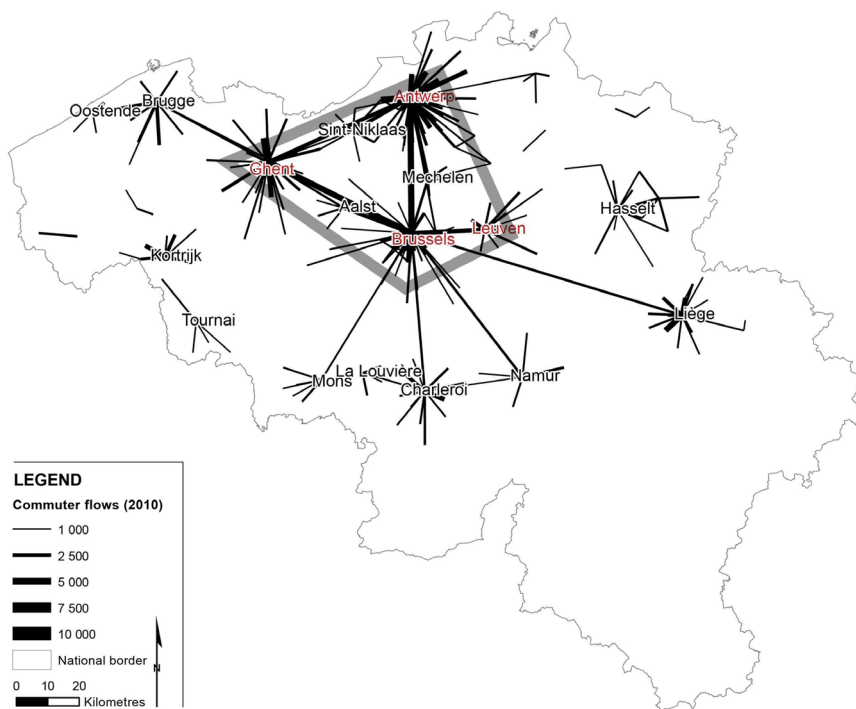 Antwerp
Brugge
Oostende
Sint-Niklaas
Ghent
Mechelen
Aalst
Hasselt
Leuven
Brussels
Kortrijk
Liège
Tournai
La Louvière
Namur
Mons
Charleroi
LEGEND
Commuter flows (2010)
1 000
2 500
5 000
7 500
10 000
National border
N
0 10 20
Kilometres